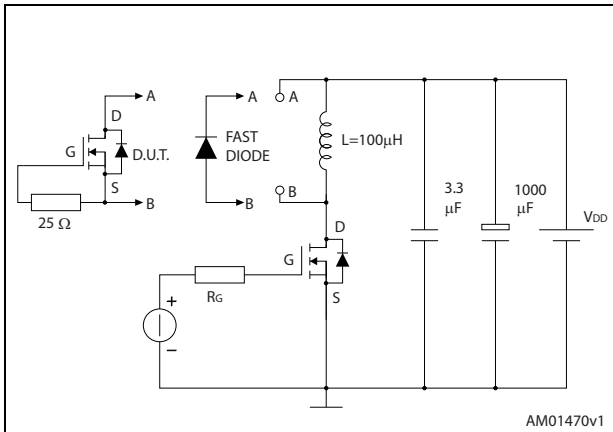 A
D
G
D.U.T.
S
B
25 Ω
A
FAST
DIODE
B
A
L=100µH
B
D
G
S
RG
+
–
3.3
µF
1000
µF
VDD
AM01470v1